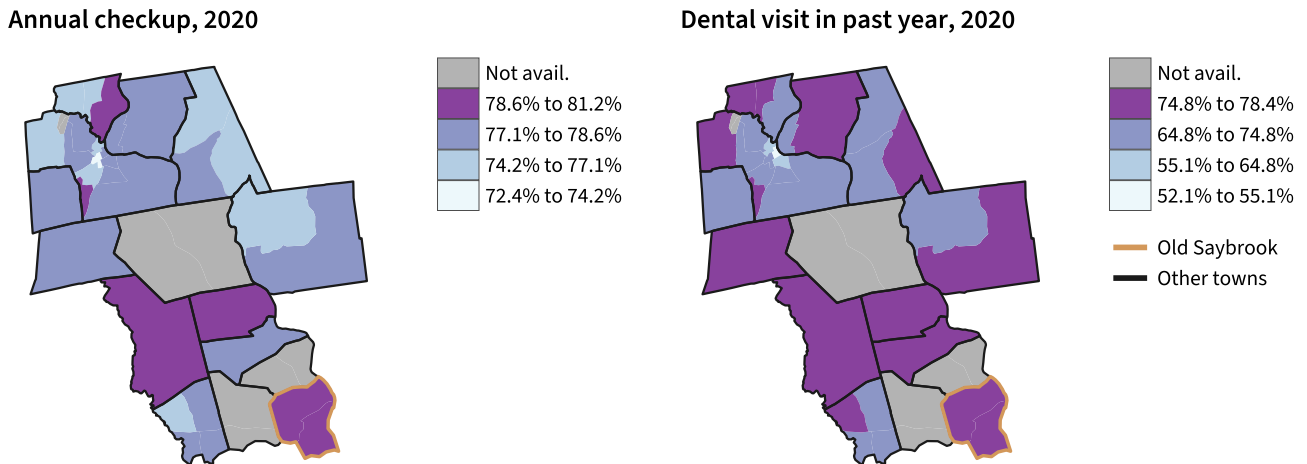 Annual checkup, 2020
Not avail.
78.6% to 81.2%
77.1% to 78.6%
74.2% to 77.1%
72.4% to 74.2%
Dental visit in past year, 2020
Not avail.
74.8% to 78.4%
64.8% to 74.8%
55.1% to 64.8%
52.1% to 55.1%
Old Saybrook
Other towns